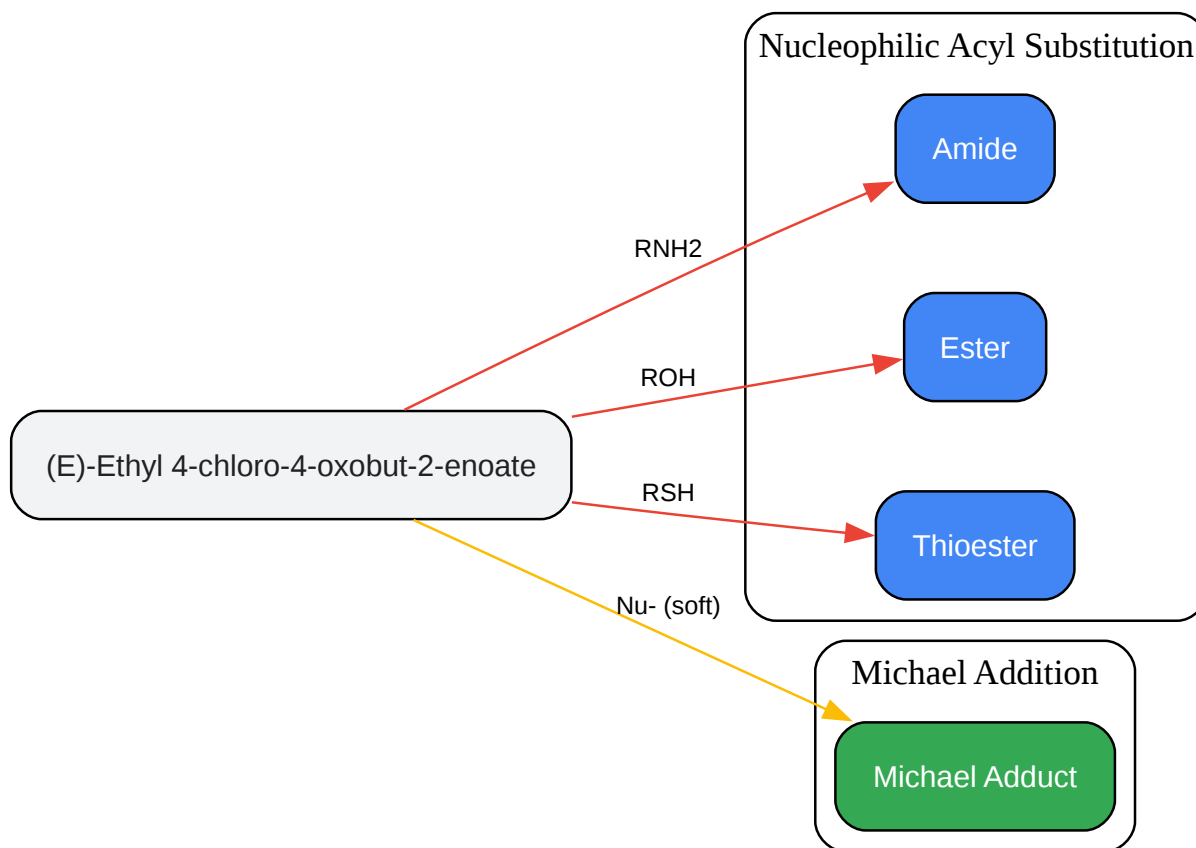 Nucleophilic Acyl Substitution
Amide
RNH2
Ester
ROH
(E)-Ethyl 4-chloro-4-oxobut-2-enoate
RSH
Thioester
Nu- (soft)
Michael Addition
Michael Adduct